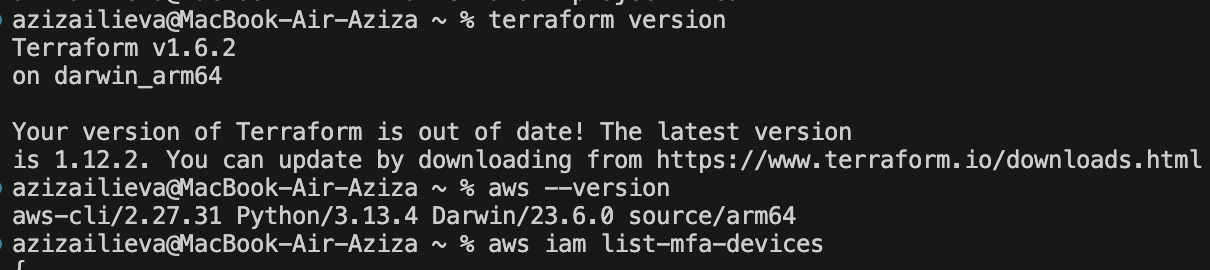 azizailieva@MacBook-Air-Aziza ~ % terraform version
Terraform v1.6.2
on darwin_arm64
Your version of Terraform is out of date! The latest version
is 1.12.2. You can update by downloading from https://www.terraform.io/downloads.html
azizailieva@MacBook-Air-Aziza ~ % aws --version
aws-cli/2.27.31 Python/3.13.4 Darwin/23.6.0 source/arm64
azizailieva@MacBook-Air-Aziza ~ % aws iam list-mfa-devices
{